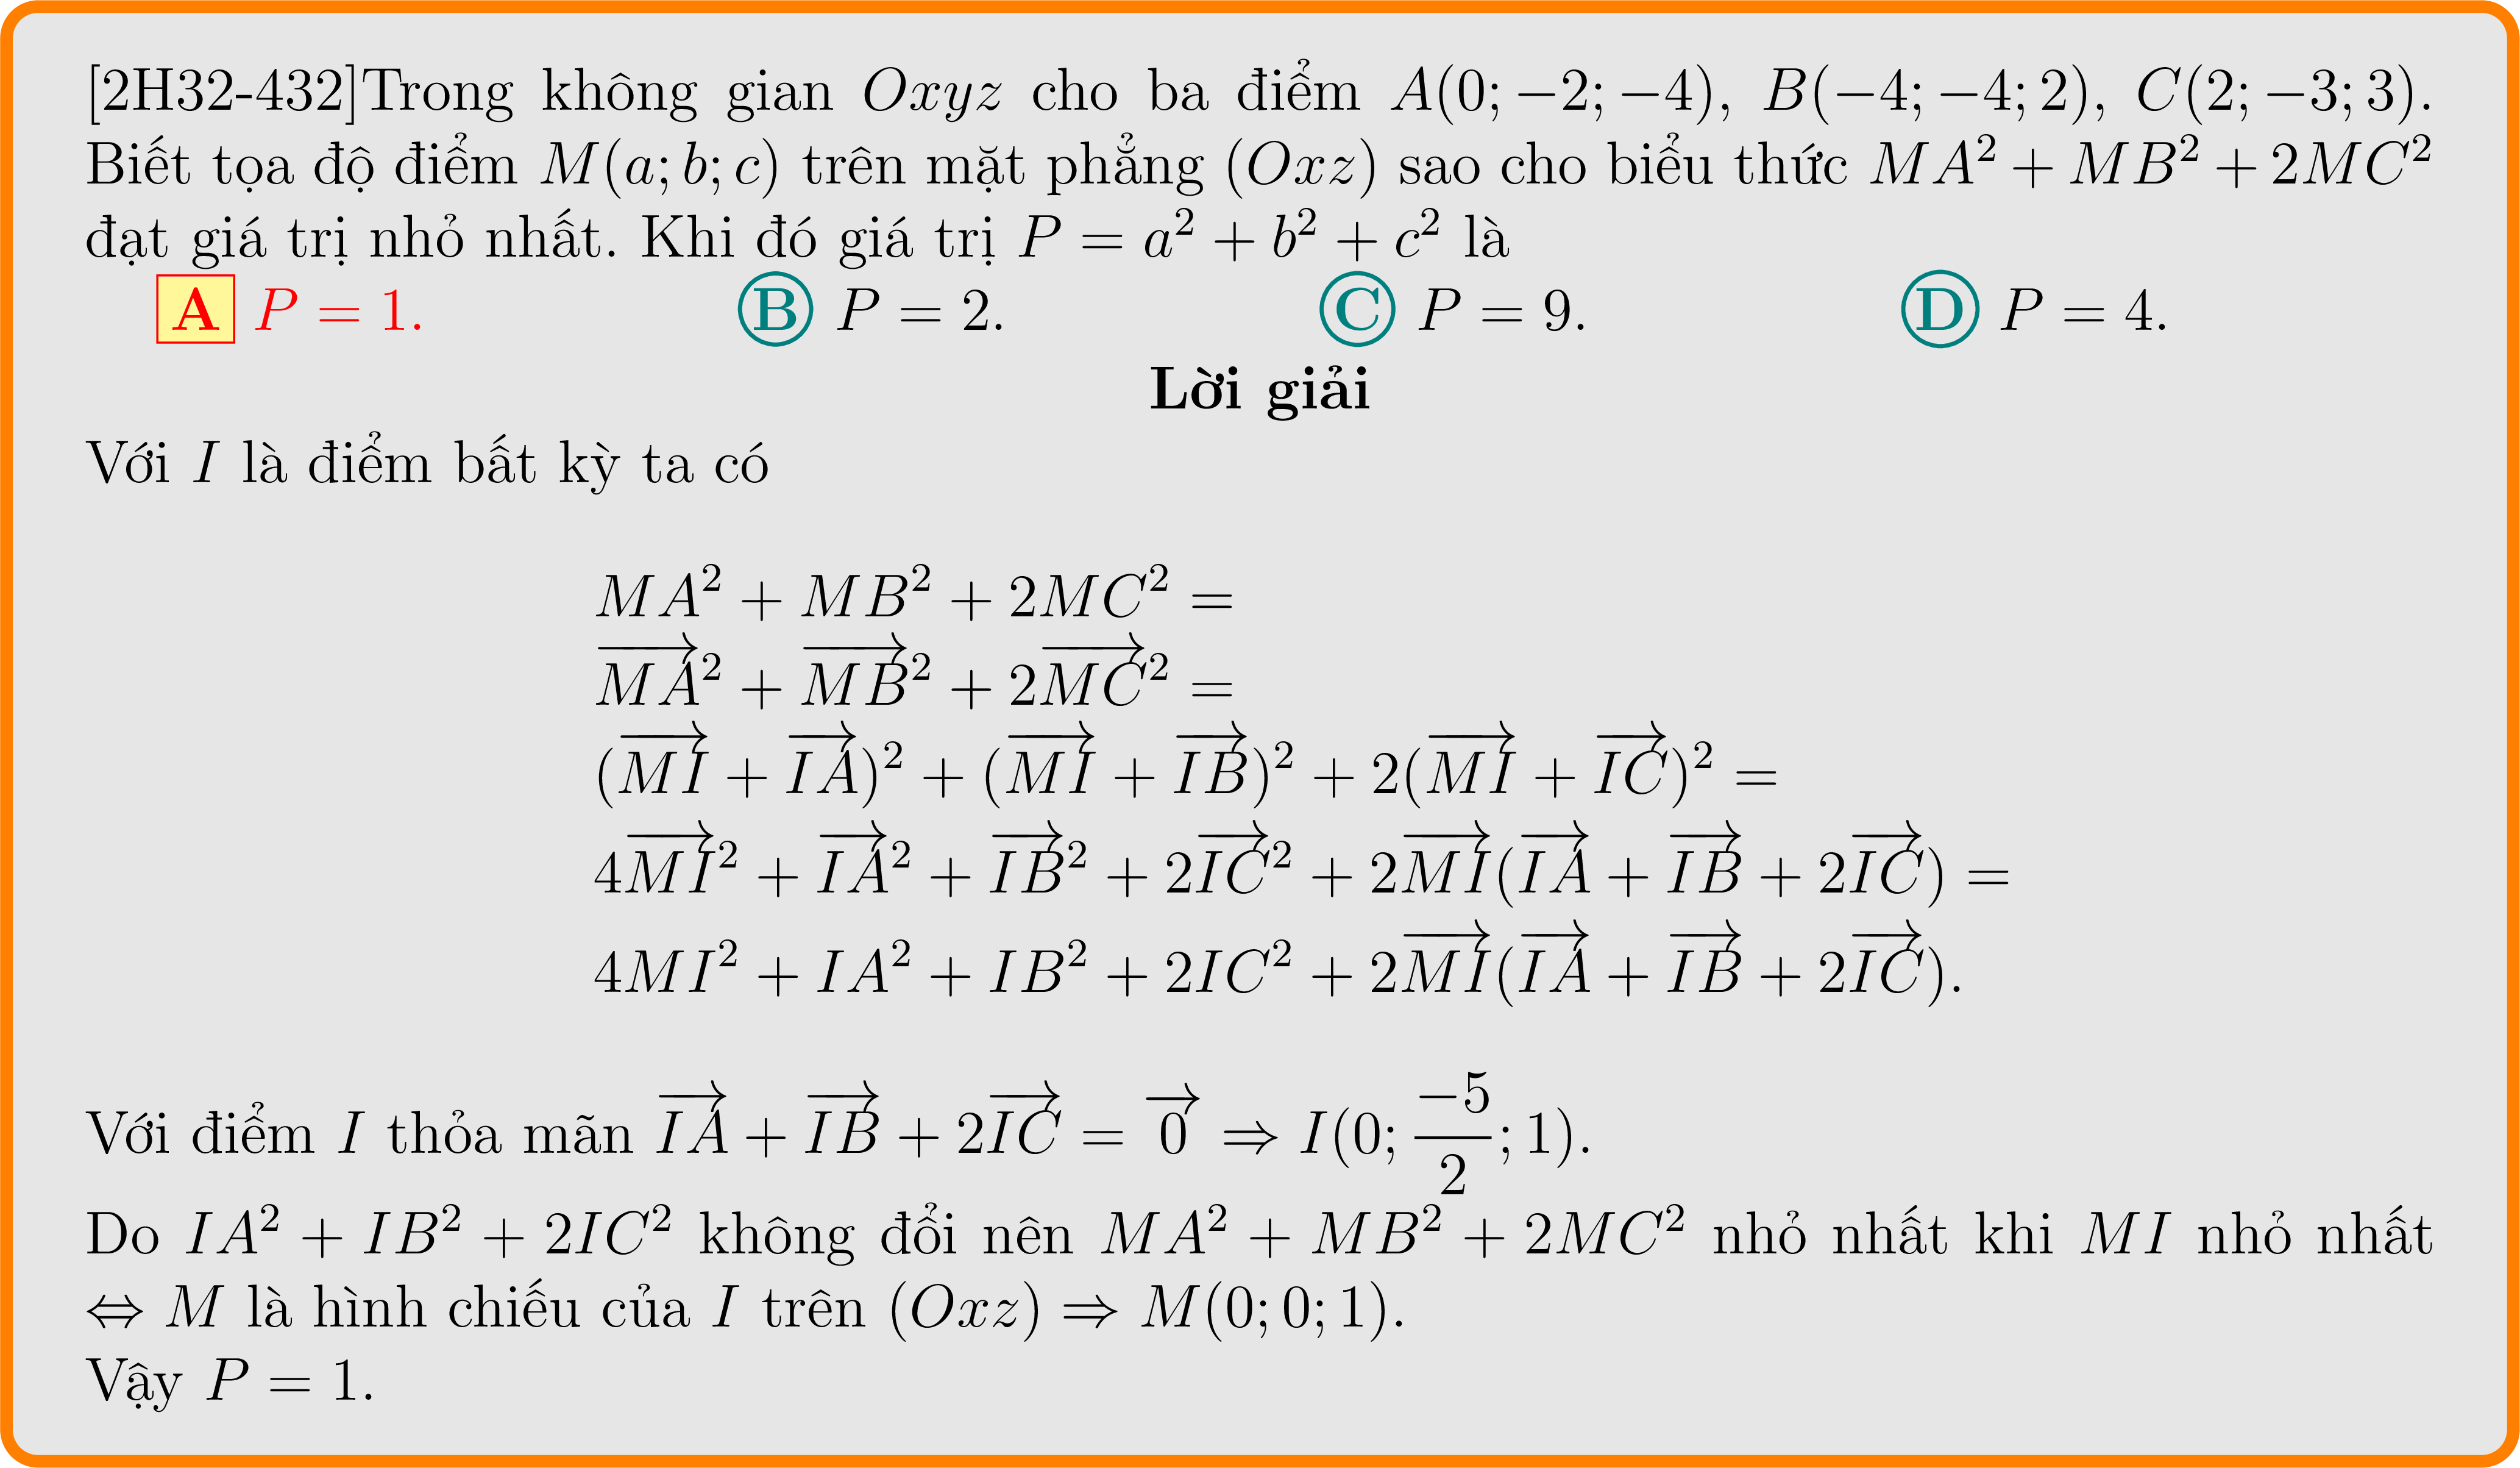 [2H32-432]Trong không gian $Oxyz$ cho ba điểm $A(0;-2;-4)$, $B(-4;-4;2)$, $C(2;-3;3)$.
Biết tọa độ điểm $M(a;b;c)$ trên mặt phẳng $(Oxz)$ sao cho biểu thức $MA^2+MB^2+2MC^2$
đạt giá trị nhỏ nhất. Khi đó giá trị $P=a^2+b^2+c^2$ là
A $P=1$. B $P=2$. C $P=9$. D $P=4$.
Lời giải
Với $I$ là điểm bất kỳ ta có
$MA^2+MB^2+2MC^2=$
$\overrightarrow{MA}^2+\overrightarrow{MB}^2+2\overrightarrow{MC}^2=$
$(\overrightarrow{MI}+\overrightarrow{IA})^2+(\overrightarrow{MI}+\overrightarrow{IB})^2+2(\overrightarrow{MI}+\overrightarrow{IC})^2=$
$4\overrightarrow{MI}^2+\overrightarrow{IA}^2+\overrightarrow{IB}^2+2\overrightarrow{IC}^2+2\overrightarrow{MI}(\overrightarrow{IA}+\overrightarrow{IB}+2\overrightarrow{IC})=$
$4MI^2+IA^2+IB^2+2IC^2+2\overrightarrow{MI}(\overrightarrow{IA}+\overrightarrow{IB}+2\overrightarrow{IC}).$
Với điểm $I$ thỏa mãn $\overrightarrow{IA}+\overrightarrow{IB}+2\overrightarrow{IC}=\overrightarrow{0}\Rightarrow I(0;\dfrac{-5}{2};1)$.
Do $IA^2+IB^2+2IC^2$ không đổi nên $MA^2+MB^2+2MC^2$ nhỏ nhất khi $MI$ nhỏ nhất
$\Leftrightarrow M$ là hình chiếu của $I$ trên $(Oxz)\Rightarrow M(0;0;1)$.
Vậy $P=1$.